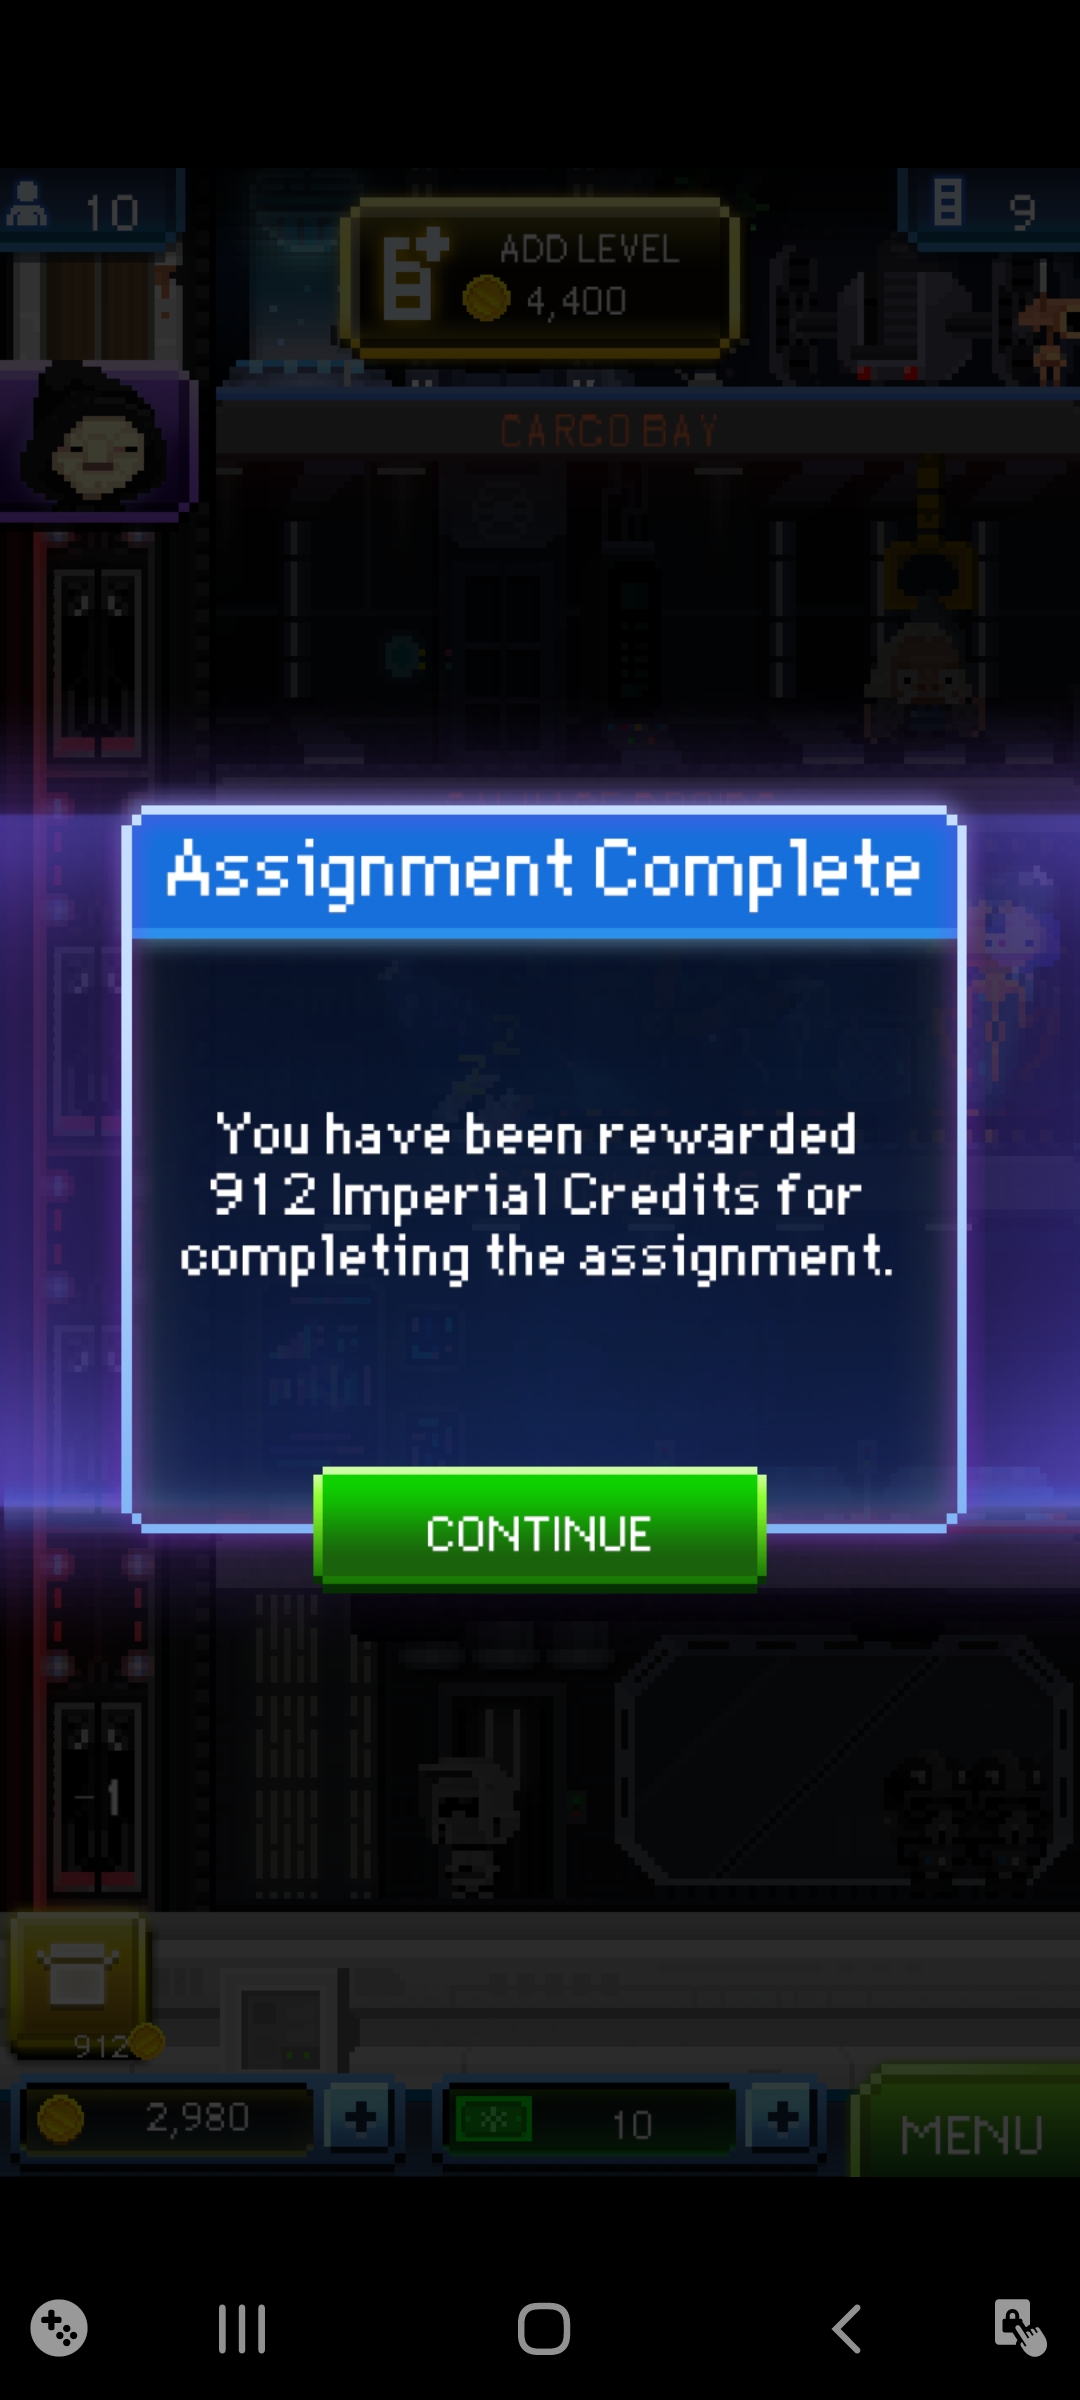 10
ADD LEVEL
4,400
9
CARGO BAY
Assignment Complete
You have been rewarded
912 Imperial Credits for
completing the assignment.
CONTINUE
-1
912
2,980
10
MENU